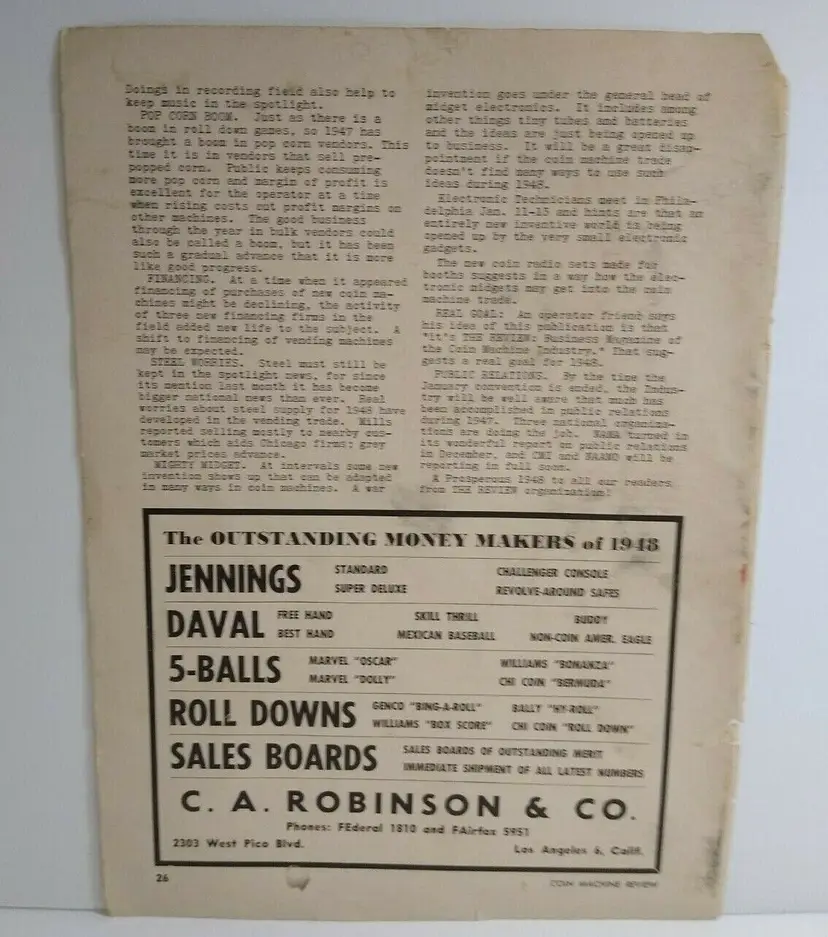 Doings in recording field also help to
keep music in the spotlight.
POP CORN BOOM. Just as there is a
boom in roll down games, so 1947 has
brought a boom in pop corn vendors. This
time it is in vendors that sell pre-
popped corn. Public keeps consuming
more pop corn and margin of profit is
excellent for the operator at a time
when rising costs cut profit margins on
other machines. The good business
through the year in bulk vendors could
also be called a boom, but it has been
such a gradual advance that it is more
like good progress.
FINANCING. At a time when it appeared
financing of purchases of new coin ma-
chines might be declining, the activity
of three new financing firms in the
field added new life to the subject. A
shift to financing of vending machines
may be expected.
STEEL WORRIES. Steel must still be
kept in the spotlight news, for since
its mention last month it has become
bigger national news than ever. Real
worries about steel supply for 1948 have
developed in the vending trade. Mills
reported selling mostly to nearby cus-
tomers which aids Chicago firms; grey
market prices advance.
MIGHTY MIDGET. At intervals some new
invention shows up that can be adapted
in many ways in coin machines. A war
invention goes under the general head of
midget electronics. It includes among
other things tiny tubes and batteries
and the ideas are just being opened up
to business. It will be a great disap-
pointment if the coin machine trade
doesn't find many ways to use such
ideas during 1948.
Electronic Technicians meet in Phila-
delphia Jan. 11-13 and hints are that an
entirely new inventive world is being
opened up by the very small electronic
gadgets.
The new coin radio sets made for
booths suggests in a way how the elec-
tronic midgets may get into the coin
machine trade.
REAL GOAL: An operator friend says
his idea of this publication is that
"it's THE REVIEW: Business Magazine of
the Coin Machine Industry." That sug-
gests a real goal for 1948.
PUBLIC RELATIONS. By the time the
January convention is ended, the indus-
try will be well aware that much has
been accomplished in public relations
during 1947. Three national organiza-
tions are doing the job. NAMA turned in
its wonderful report on public relations
in December, and CMI and NAAMO will be
reporting in full soon.
A Prosperous 1948 to all our readers
from THE REVIEW organization!
The OUTSTANDING MONEY MAKERS of 1948
JENNINGS STANDARD CHALLENGER CONSOLE
SUPER DELUXE REVOLVE-AROUND SAFES
DAVAL FREE HAND SKILL THRILL BUDDY
BEST HAND MEXICAN BASEBALL NON-COIN AMER. EAGLE
5-BALLS MARVEL "OSCAR" WILLIAMS "BONANZA"
MARVEL "DOLLY" CHI COIN "BERMUDA"
ROLL DOWNS GENCO "BING-A-ROLL" BALLY "HY-ROLL"
WILLIAMS "BOX SCORE" CHI COIN "ROLL DOWN"
SALES BOARDS SALES BOARDS OF OUTSTANDING MERIT
IMMEDIATE SHIPMENT OF ALL LATEST NUMBERS
C. A. ROBINSON & CO.
Phones: FEderal 1810 and FAirfax 5951
2303 West Pico Blvd. Los Angeles 6, Calif.
26 COIN MACHINE REVIEW